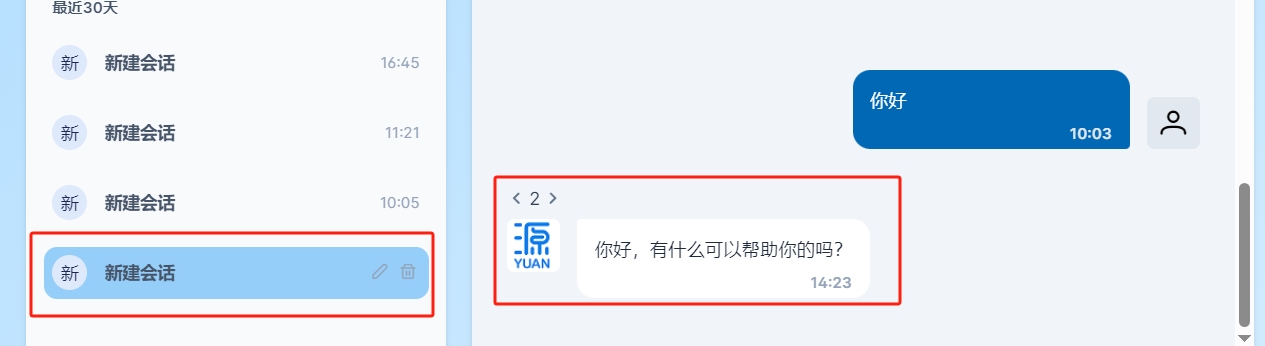 最近30天
新 新建会话 16:45
新 新建会话 11:21
新 新建会话 10:05
新 新建会话
你好
10:03
< 2 >
源
YUAN
你好，有什么可以帮助你的吗？
14:23